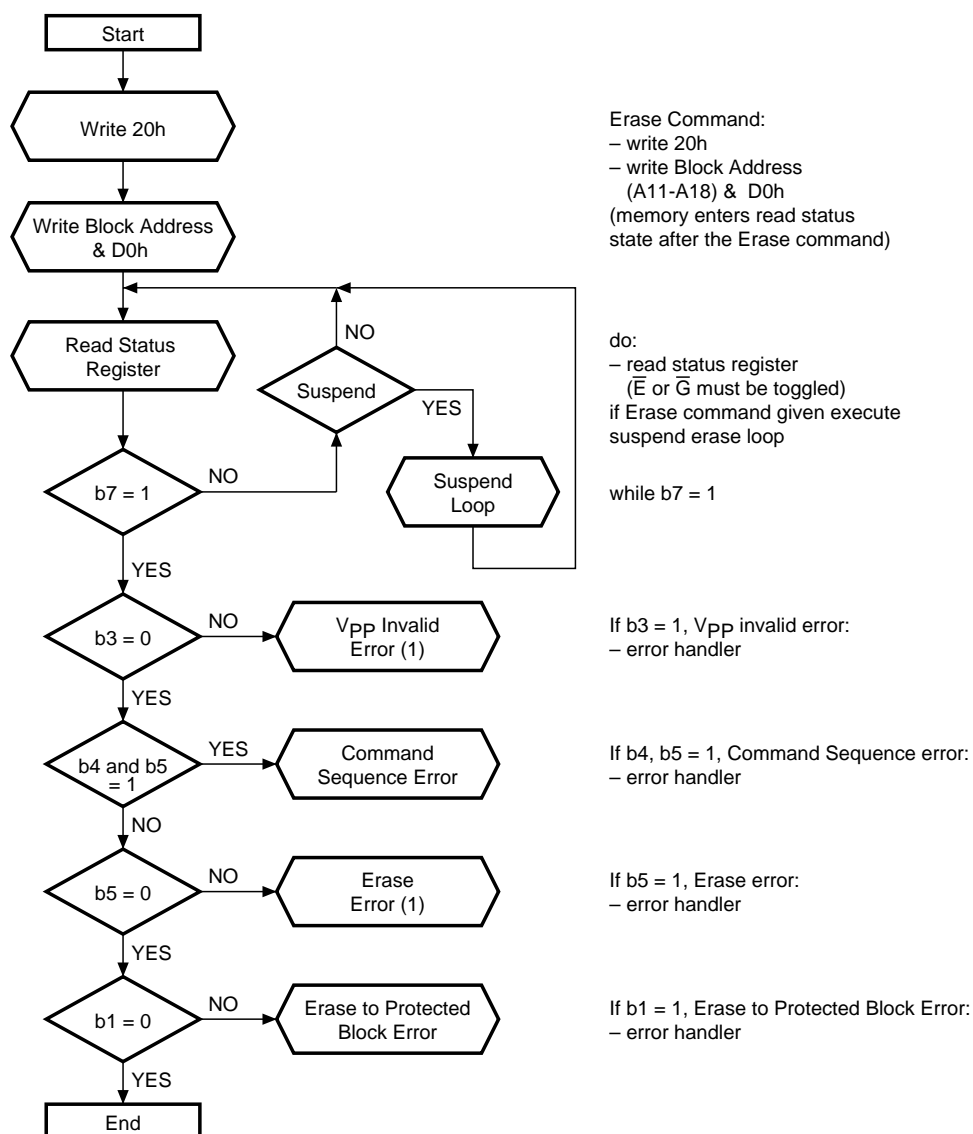 Start
Write 20h
Write Block Address
& D0h
Read Status
Register
NO
Suspend
YES
Suspend
Loop
b7 = 1
NO
YES
b3 = 0
NO
VPP Invalid
Error (1)
YES
b4 and b5
= 1
YES
Command
Sequence Error
NO
b5 = 0
NO
Erase
Error (1)
YES
b1 = 0
NO
Erase to Protected
Block Error
YES
End
Erase Command:
– write 20h
– write Block Address
(A11-A18) & D0h
(memory enters read status
state after the Erase command)
do:
– read status register
(E̅ or G̅ must be toggled)
if Erase command given execute
suspend erase loop
while b7 = 1
If b3 = 1, VPP invalid error:
– error handler
If b4, b5 = 1, Command Sequence error:
– error handler
If b5 = 1, Erase error:
– error handler
If b1 = 1, Erase to Protected Block Error:
– error handler